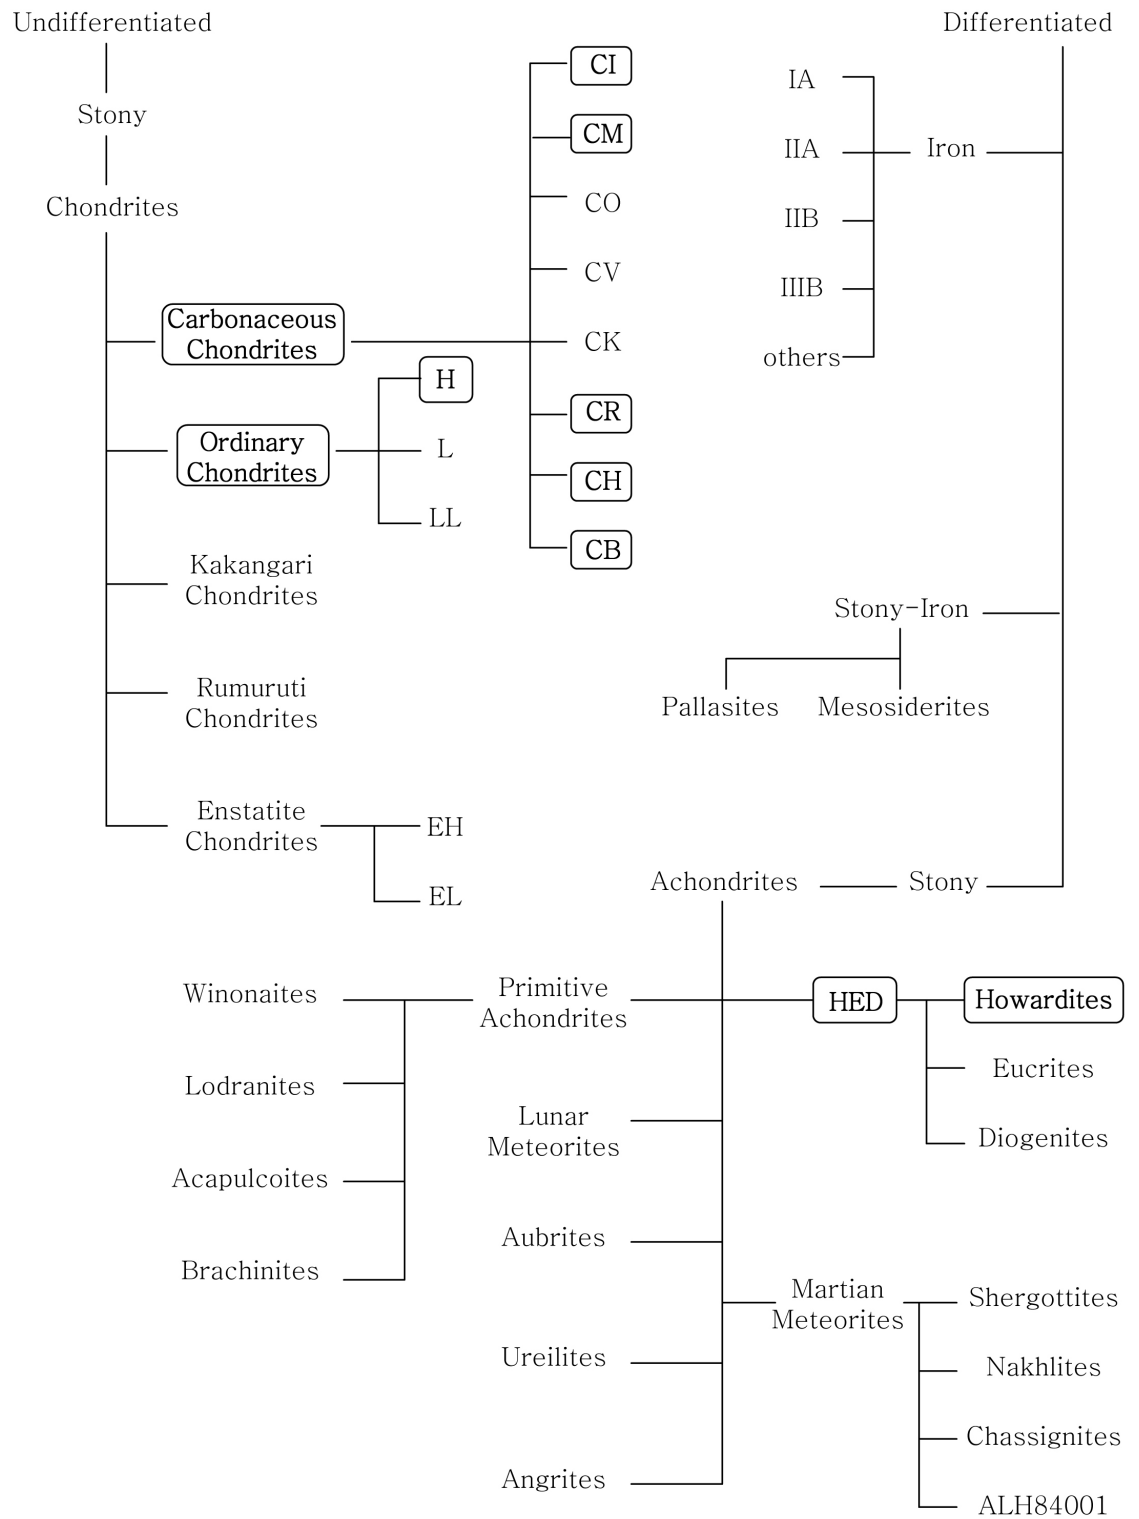 Undifferentiated
Stony
Chondrites
Carbonaceous
Chondrites
CI
CM
CO
CV
CK
CR
CH
CB
Ordinary
Chondrites
H
L
LL
Kakangari
Chondrites
Rumuruti
Chondrites
Enstatite
Chondrites
EH
EL
Differentiated
Iron
IA
IIA
IIB
IIIB
others
Stony-Iron
Pallasites
Mesosiderites
Stony
Achondrites
Primitive
Achondrites
Winonaites
Lodranites
Acapulcoites
Brachinites
HED
Howardites
Eucrites
Diogenites
Lunar
Meteorites
Aubrites
Martian
Meteorites
Shergottites
Nakhlites
Chassignites
ALH84001
Ureilites
Angrites